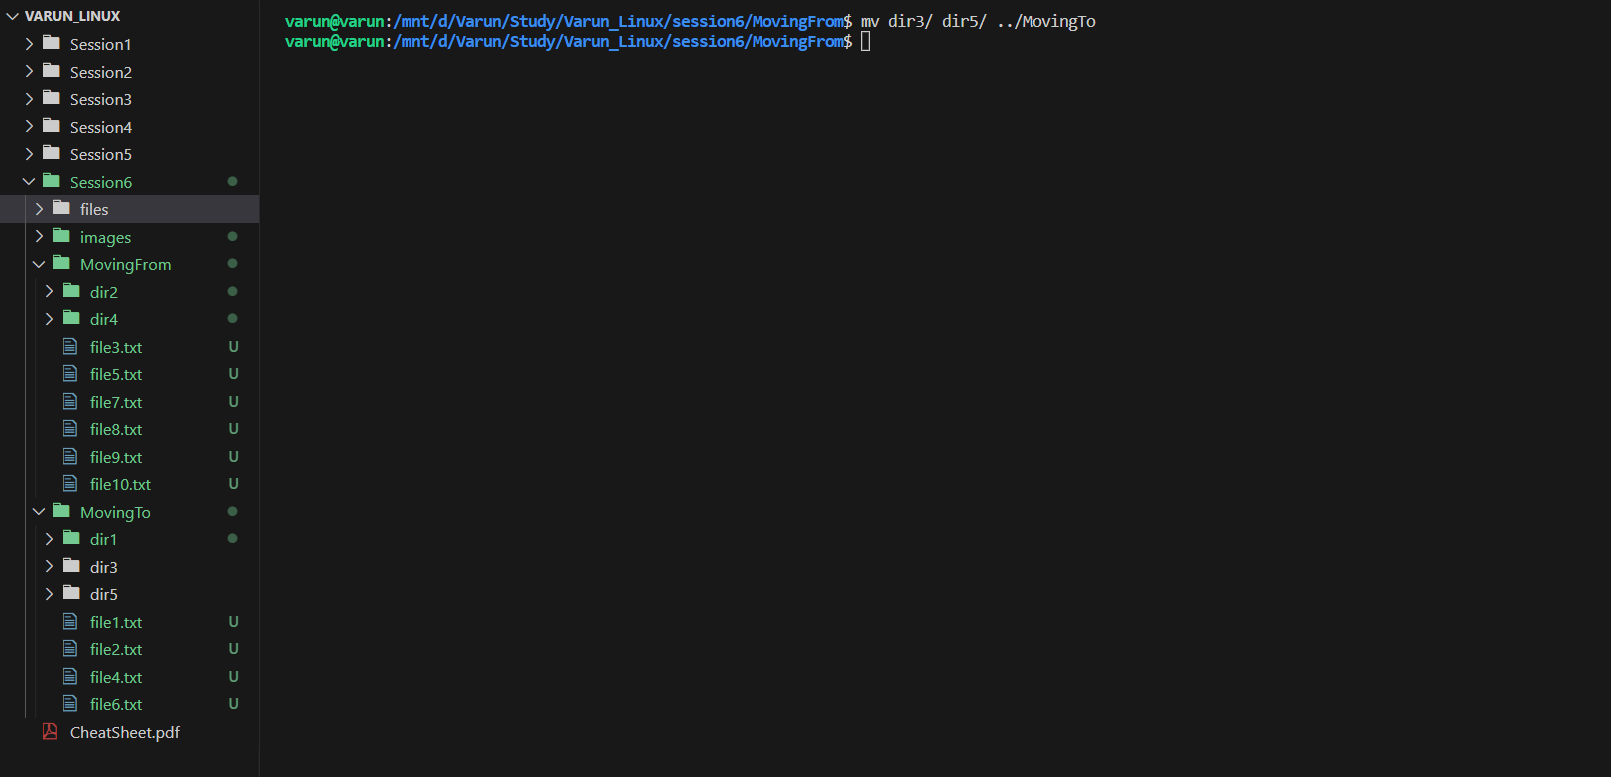 VARUN_LINUX
Session1
Session2
Session3
Session4
Session5
Session6
files
images
MovingFrom
dir2
dir4
file3.txt U
file5.txt U
file7.txt U
file8.txt U
file9.txt U
file10.txt U
MovingTo
dir1
dir3
dir5
file1.txt U
file2.txt U
file4.txt U
file6.txt U
CheatSheet.pdf
varun@varun:/mnt/d/Varun/Study/Varun_Linux/session6/MovingFrom$ mv dir3/ dir5/ ../MovingTo
varun@varun:/mnt/d/Varun/Study/Varun_Linux/session6/MovingFrom$